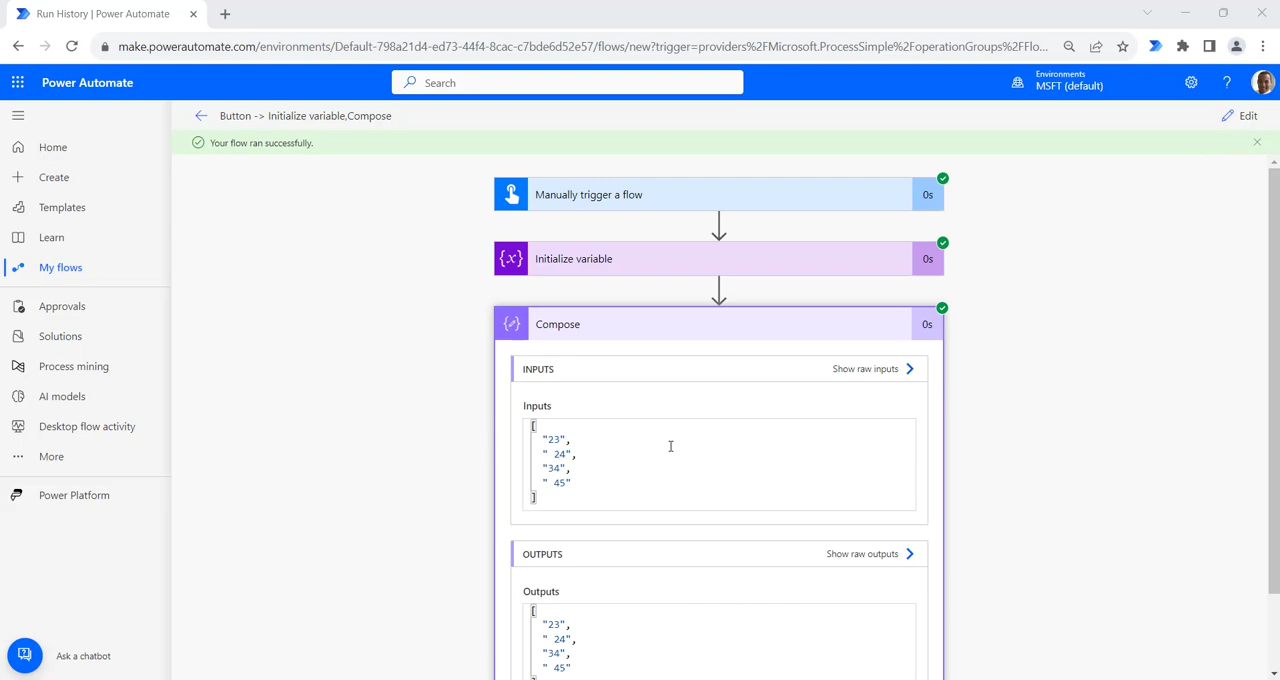 Run History | Power Automate
make.powerautomate.com/environments/Default-798a21d4-ed73-44f4-8cac-c7bde6d52e57/flows/new?trigger=providers%2FMicrosoft.ProcessSimple%2FoperationGroups%2FFlo...
Power Automate
Search
Environments
MSFT (default)
Button -> Initialize variable,Compose
Edit
Your flow ran successfully.
Home
Create
Templates
Learn
My flows
Approvals
Solutions
Process mining
AI models
Desktop flow activity
More
Power Platform
Ask a chatbot
Manually trigger a flow
0s
Initialize variable
0s
Compose
0s
INPUTS
Show raw inputs
Inputs
[
"23",
" 24",
"34",
" 45"
]
OUTPUTS
Show raw outputs
Outputs
[
"23",
" 24",
"34",
" 45"